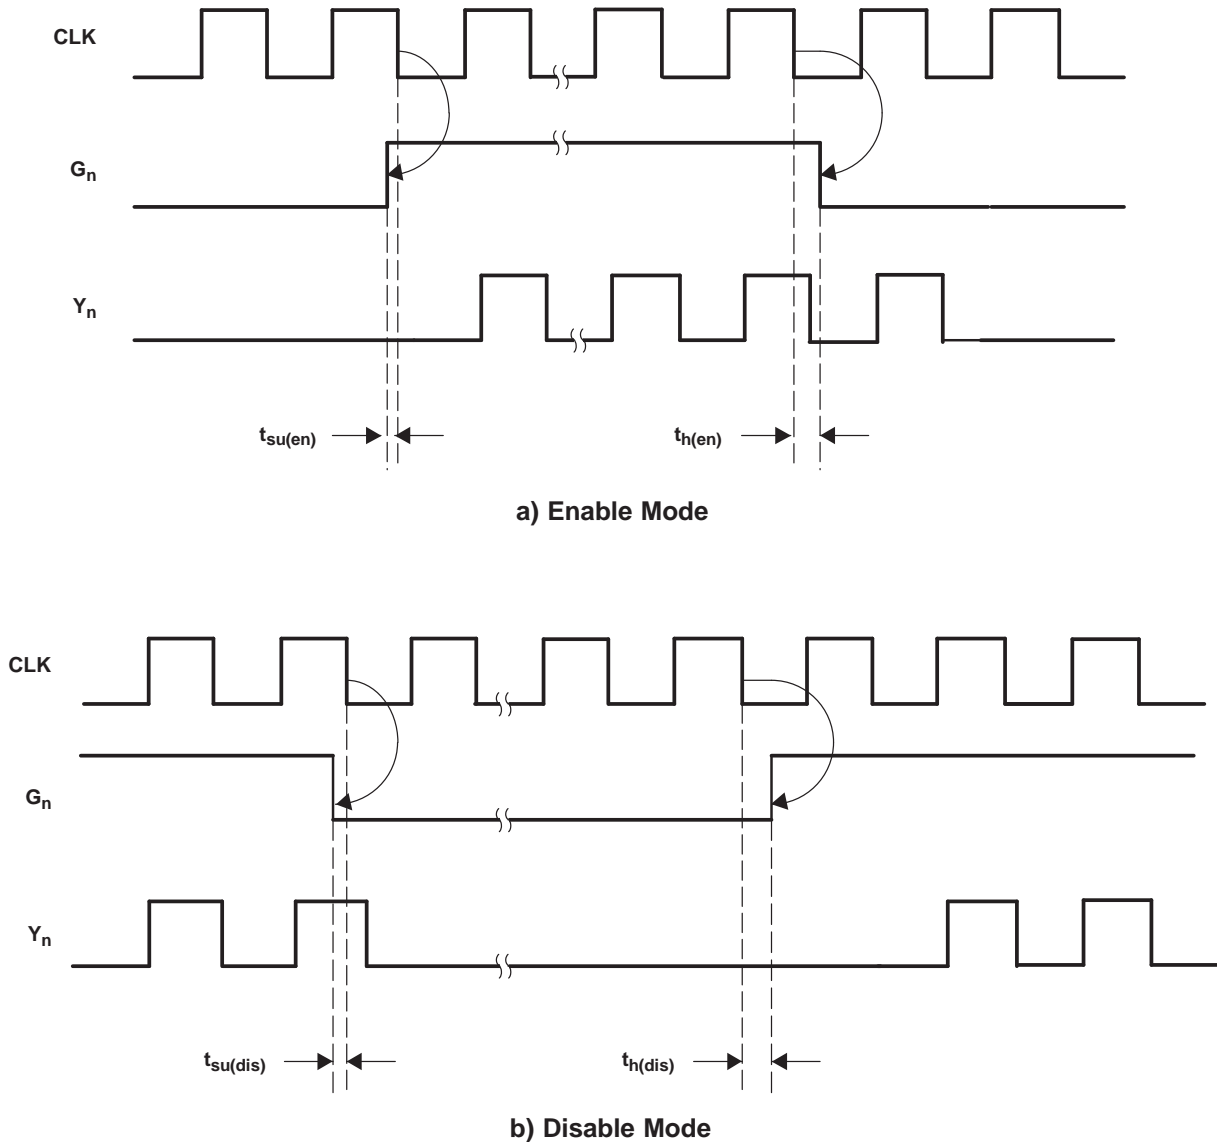 CLK
Gn
Yn
tsu(en)
th(en)
a) Enable Mode
CLK
Gn
Yn
tsu(dis)
th(dis)
b) Disable Mode